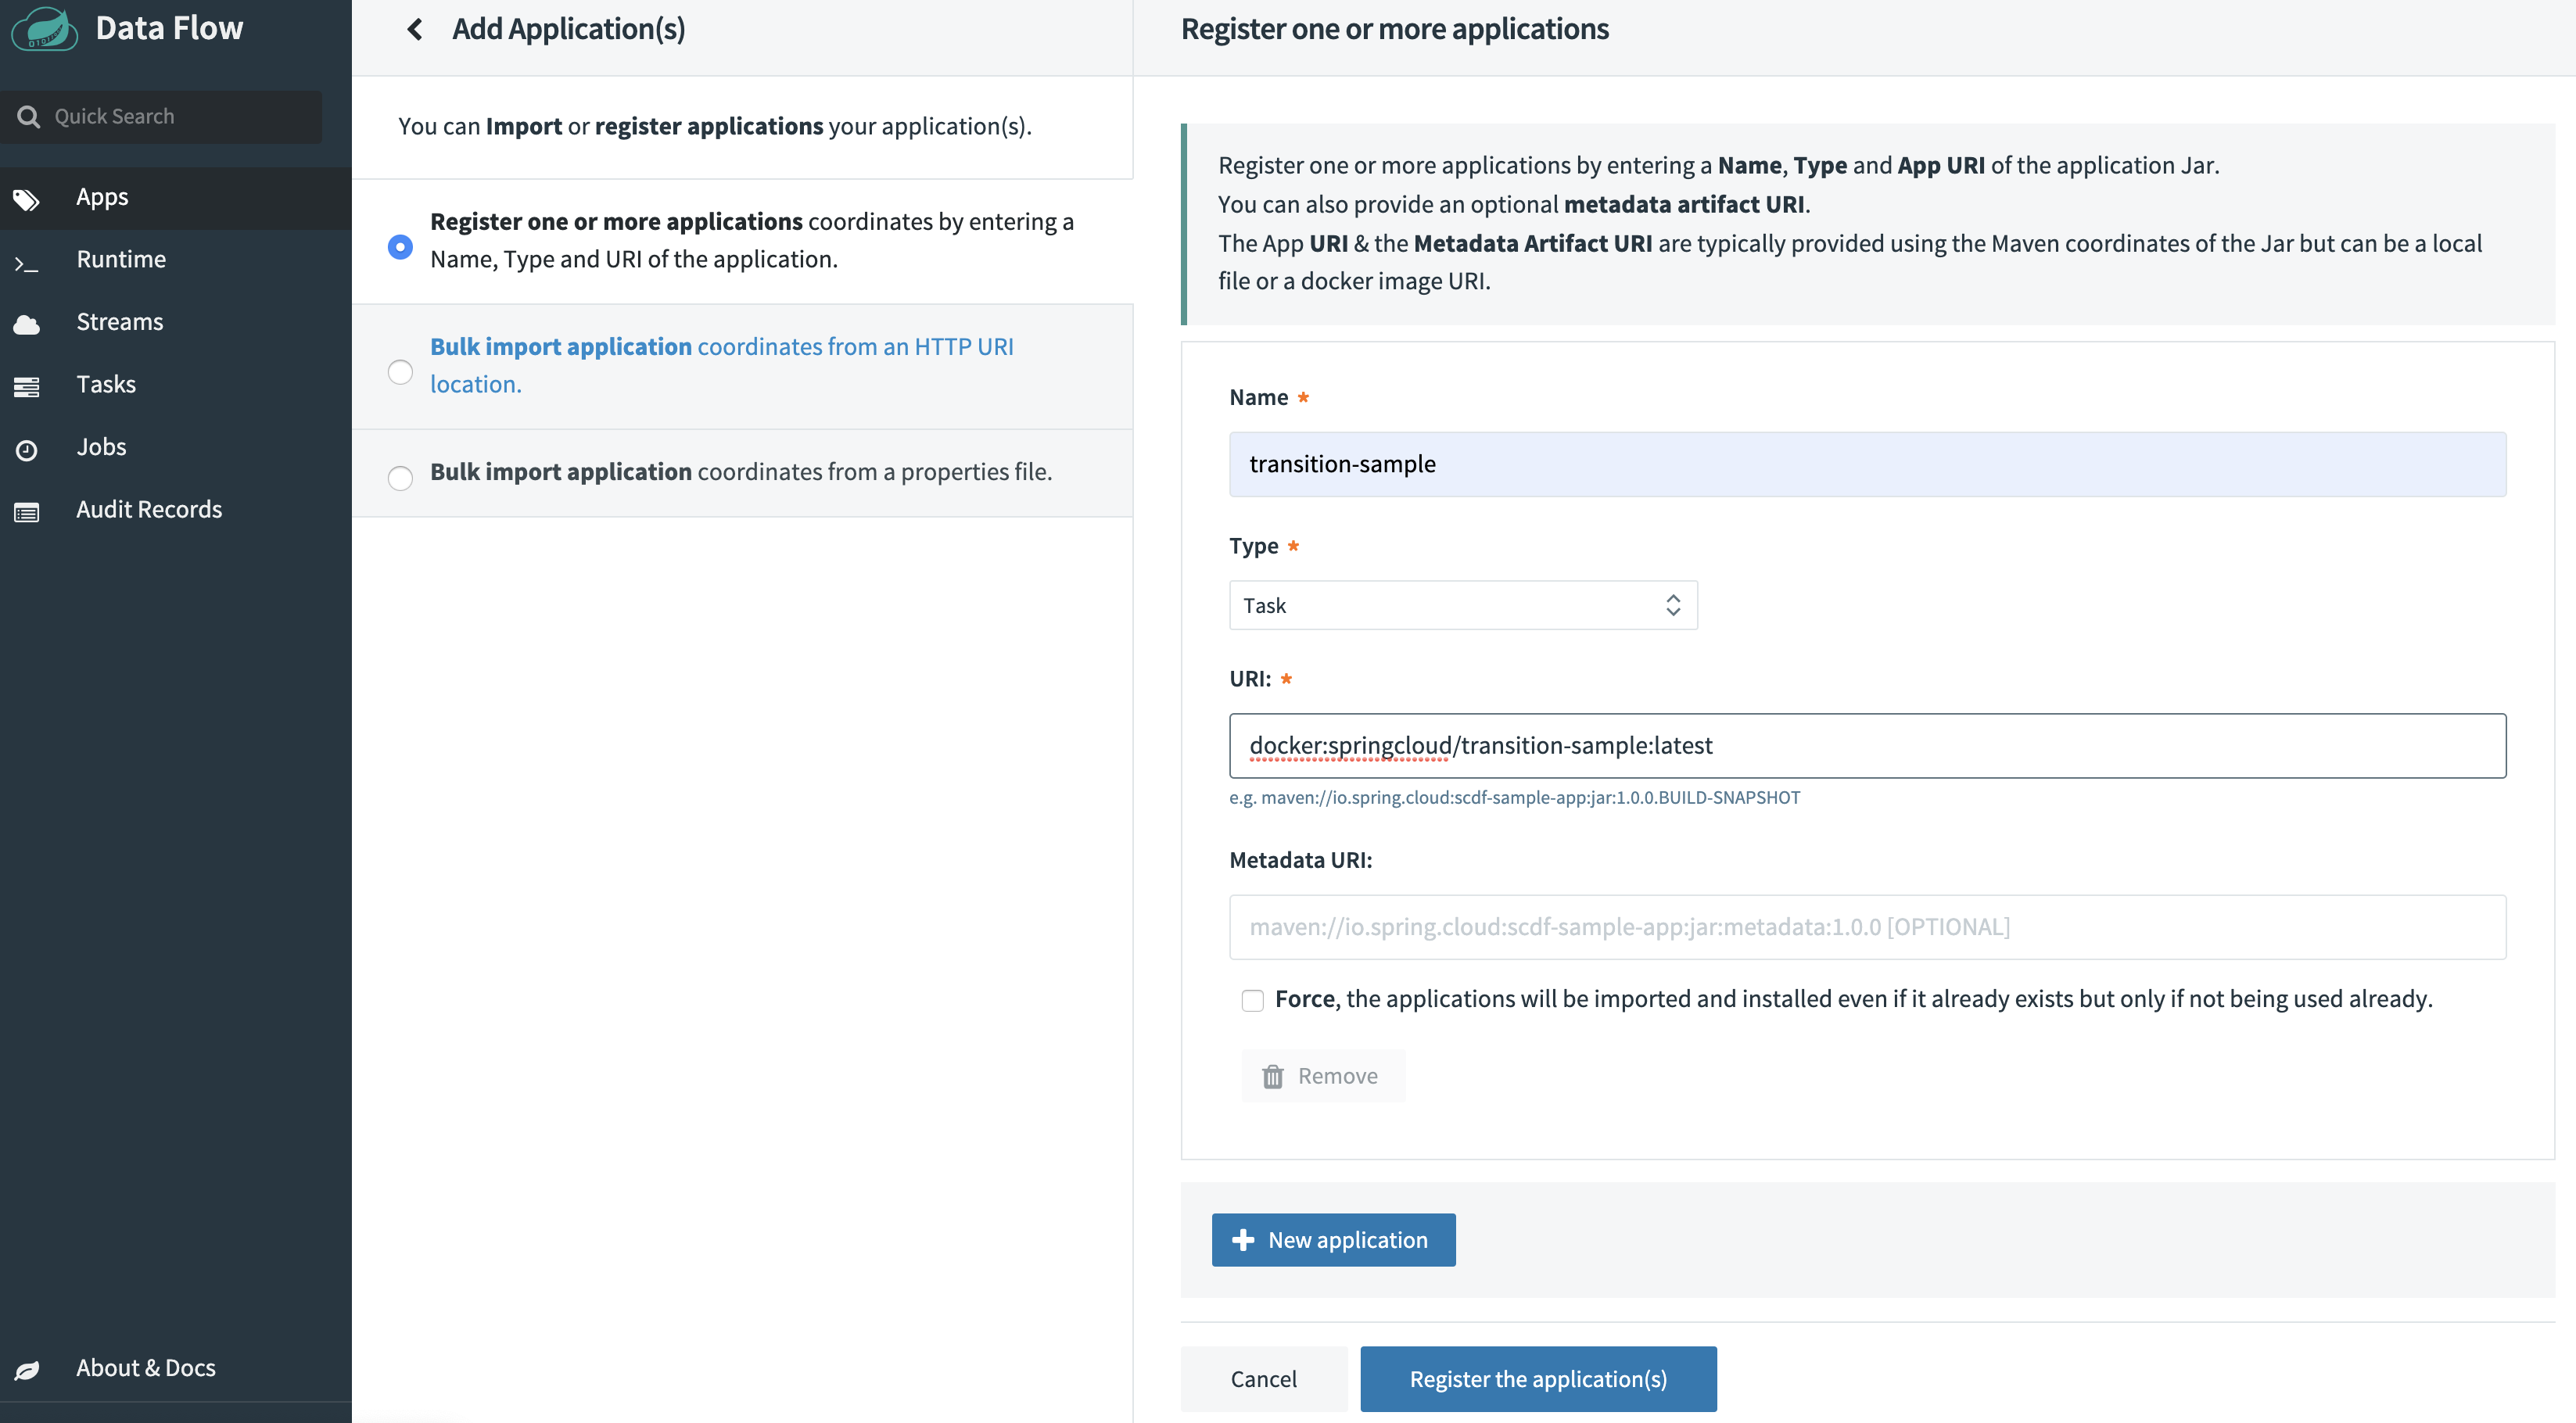 Data Flow
Quick Search
Apps
Runtime
Streams
Tasks
Jobs
Audit Records
About & Docs
Add Application(s)
You can Import or register applications your application(s).
Register one or more applications coordinates by entering a
Name, Type and URI of the application.
Bulk import application coordinates from an HTTP URI
location.
Bulk import application coordinates from a properties file.
Register one or more applications
Register one or more applications by entering a Name, Type and App URI of the application Jar.
You can also provide an optional metadata artifact URI.
The App URI & the Metadata Artifact URI are typically provided using the Maven coordinates of the Jar but can be a local
file or a docker image URI.
Name *
transition-sample
Type *
Task
URI: *
docker:springcloud/transition-sample:latest
e.g. maven://io.spring.cloud:scdf-sample-app:jar:1.0.0.BUILD-SNAPSHOT
Metadata URI:
maven://io.spring.cloud:scdf-sample-app:jar:metadata:1.0.0 [OPTIONAL]
Force, the applications will be imported and installed even if it already exists but only if not being used already.
Remove
New application
Cancel
Register the application(s)